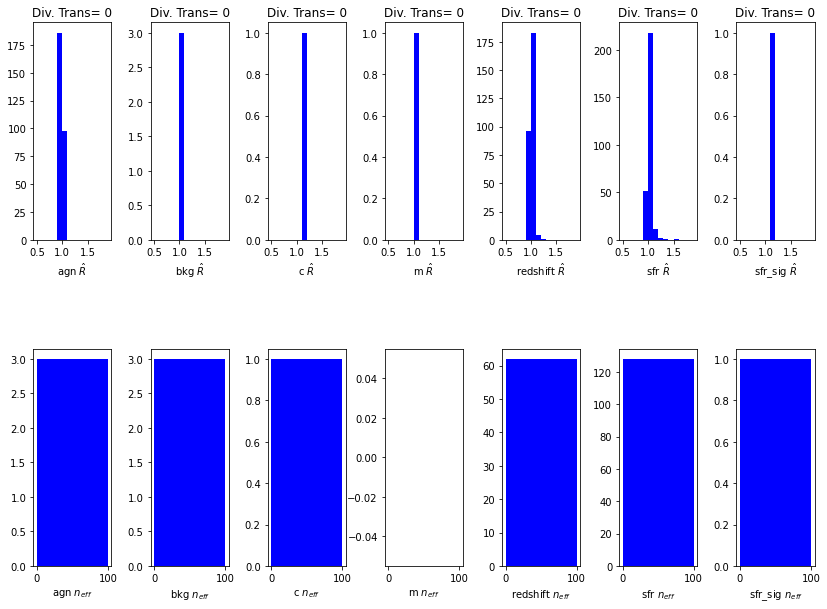 Div. Trans= 0 Div. Trans= 0 Div. Trans= 0 Div. Trans= 0 Div. Trans= 0 Div. Trans= 0 Div. Trans= 0
175 150 125 100 75 50 25 0
0.5 1.0 1.5
agn R̂
3.0 2.5 2.0 1.5 1.0 0.5 0.0
0.5 1.0 1.5
bkg R̂
1.0 0.8 0.6 0.4 0.2 0.0
0.5 1.0 1.5
c R̂
1.0 0.8 0.6 0.4 0.2 0.0
0.5 1.0 1.5
m R̂
175 150 125 100 75 50 25 0
0.5 1.0 1.5
redshift R̂
200 150 100 50 0
0.5 1.0 1.5
sfr R̂
1.0 0.8 0.6 0.4 0.2 0.0
0.5 1.0 1.5
sfr_sig R̂
3.0 2.5 2.0 1.5 1.0 0.5 0.0
0 100
agn n_eff
3.0 2.5 2.0 1.5 1.0 0.5 0.0
0 100
bkg n_eff
1.0 0.8 0.6 0.4 0.2 0.0
0 100
c n_eff
0.04 0.02 0.00 −0.02 −0.04
0 100
m n_eff
60 50 40 30 20 10 0
0 100
redshift n_eff
120 100 80 60 40 20 0
0 100
sfr n_eff
1.0 0.8 0.6 0.4 0.2 0.0
0 100
sfr_sig n_eff